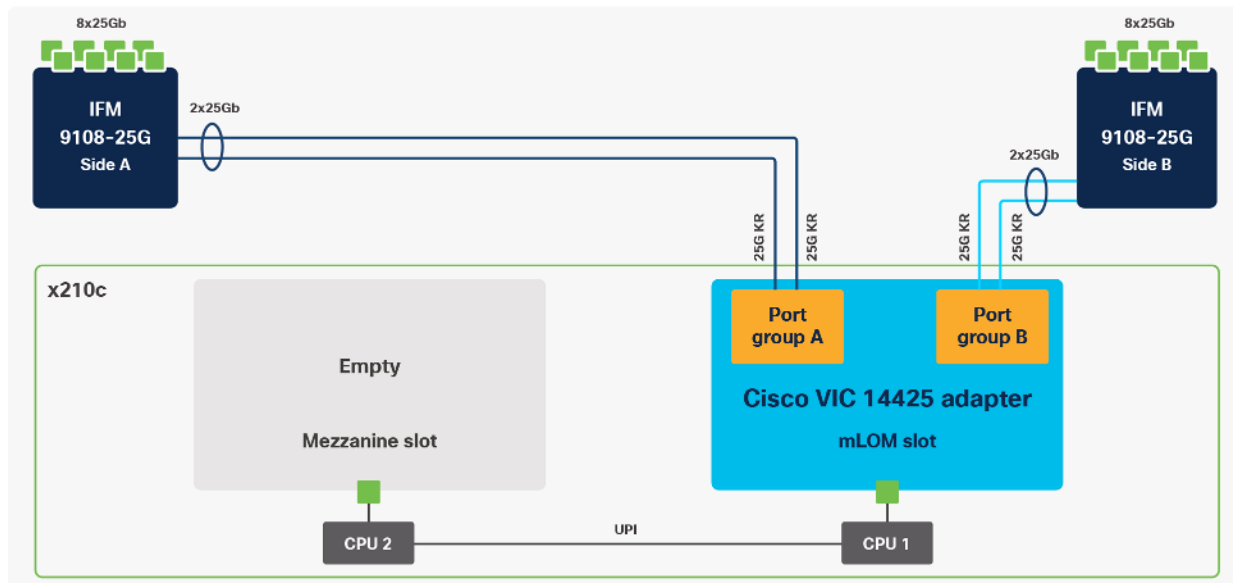 8x25Gb
IFM
9108-25G
Side A
2x25Gb
8x25Gb
IFM
9108-25G
Side B
2x25Gb
25G KR
25G KR
25G KR
25G KR
x210c
Empty
Mezzanine slot
Port
group A
Port
group B
Cisco VIC 14425 adapter
mLOM slot
CPU 2
UPI
CPU 1